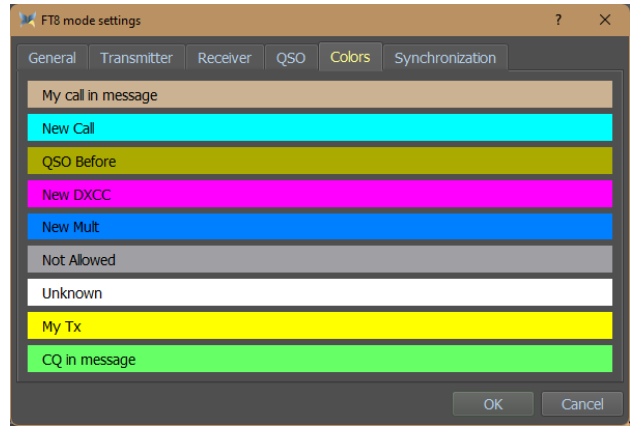 FT8 mode settings ? ×
General Transmitter Receiver QSO Colors Synchronization
My call in message
New Call
QSO Before
New DXCC
New Mult
Not Allowed
Unknown
My Tx
CQ in message
OK Cancel